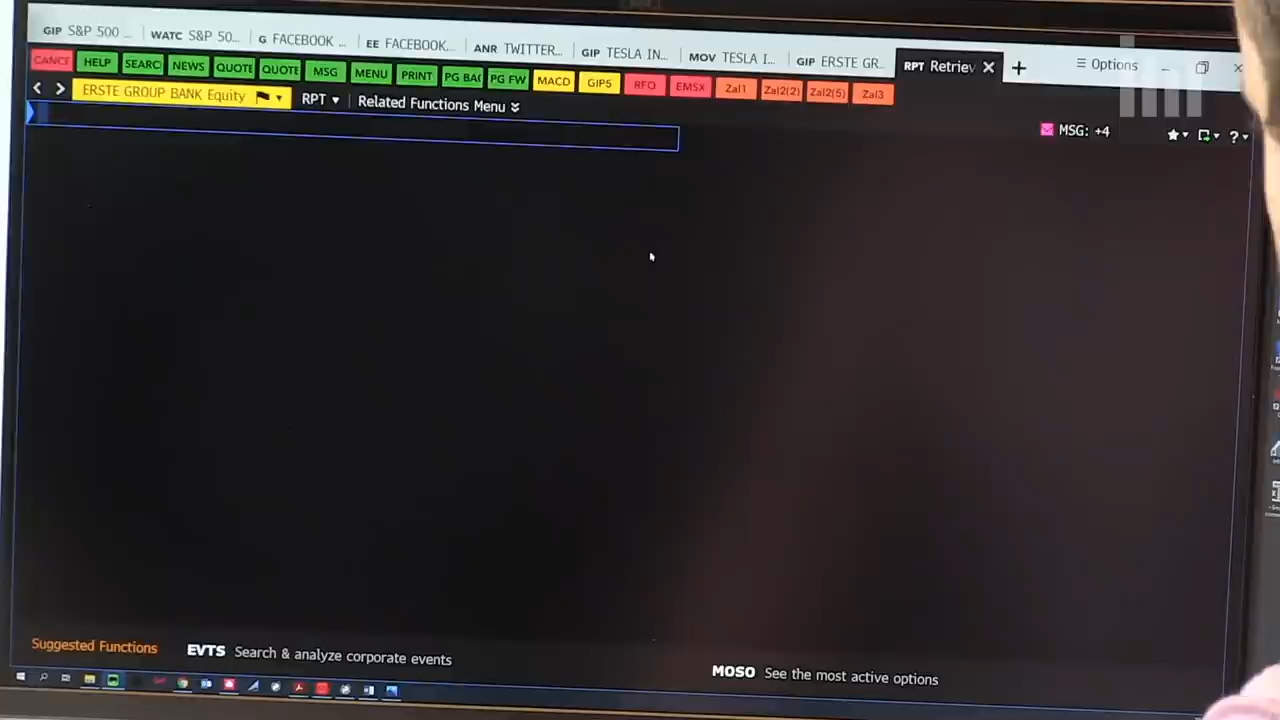 GIP S&P 500 ... WATC S&P 50... G FACEBOOK ... EE FACEBOOK... ANR TWITTER... GIP TESLA IN... MOV TESLA I... GIP ERSTE GR... RPT Retriev × + Options
CANCE HELP SEARC NEWS QUOTE QUOTE MSG MENU PRINT PG BAC PG FW MACD GIP5 RFO EMSX Zal1 Zal2(2) Zal2(5) Zal3
< > ERSTE GROUP BANK Equity RPT Related Functions Menu
MSG: +4
im
Suggested Functions EVTS Search & analyze corporate events MOSO See the most active options